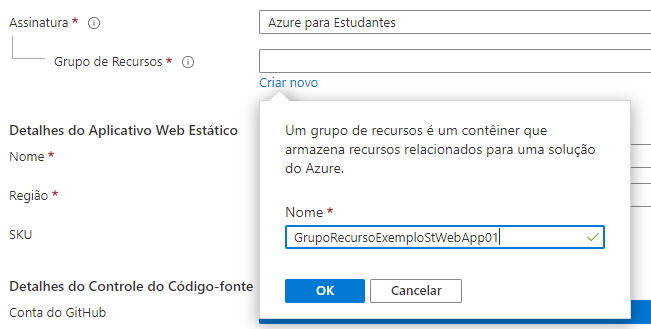 Assinatura * Azure para Estudantes
Grupo de Recursos *
Criar novo
Um grupo de recursos é um contêiner que
armazena recursos relacionados para uma solução
do Azure.
Nome *
GrupoRecursoExemploStWebApp01
OK Cancelar
Detalhes do Aplicativo Web Estático
Nome *
Região *
SKU
Detalhes do Controle do Código-fonte
Conta do GitHub